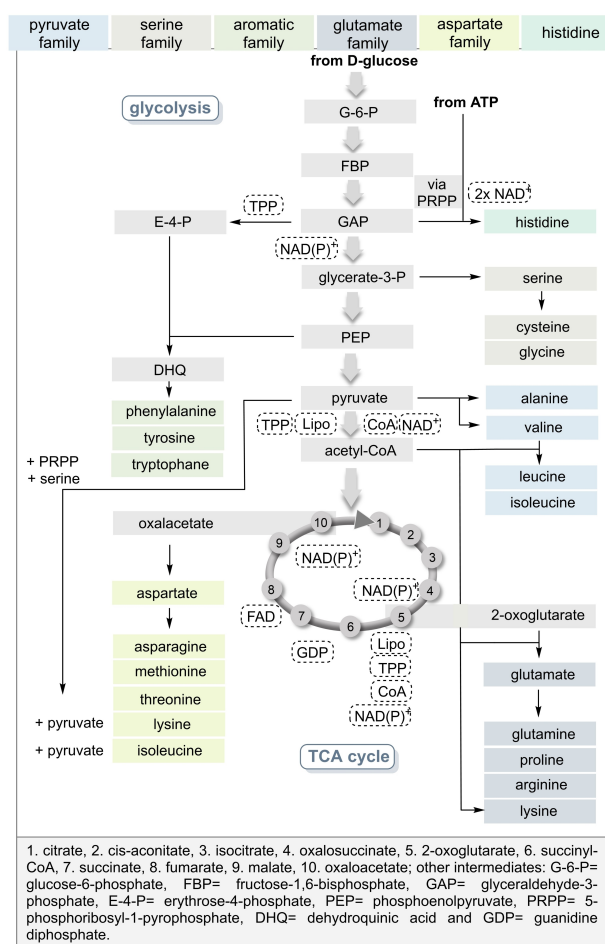 pyruvate family
serine family
aromatic family
glutamate family
aspartate family
histidine
from D-glucose
glycolysis
G-6-P
from ATP
FBP
via PRPP
2x NAD+
TPP
E-4-P
GAP
histidine
NAD(P)+
glycerate-3-P
serine
cysteine
glycine
PEP
DHQ
phenylalanine
tyrosine
tryptophane
pyruvate
alanine
valine
TPP
Lipo
CoA
NAD+
acetyl-CoA
leucine
isoleucine
+ PRPP
+ serine
oxalacetate
10
1
2
3
4
5
6
7
8
9
NAD(P)+
NAD(P)+
FAD
GDP
Lipo
TPP
CoA
NAD(P)+
2-oxoglutarate
aspartate
asparagine
methionine
threonine
+ pyruvate
lysine
+ pyruvate
isoleucine
TCA cycle
glutamate
glutamine
proline
arginine
lysine
1. citrate, 2. cis-aconitate, 3. isocitrate, 4. oxalosuccinate, 5. 2-oxoglutarate, 6. succinyl-
CoA, 7. succinate, 8. fumarate, 9. malate, 10. oxaloacetate; other intermediates: G-6-P=
glucose-6-phosphate, FBP= fructose-1,6-bisphosphate, GAP= glyceraldehyde-3-
phosphate, E-4-P= erythrose-4-phosphate, PEP= phosphoenolpyruvate, PRPP= 5-
phosphoribosyl-1-pyrophosphate, DHQ= dehydroquinic acid and GDP= guanidine
diphosphate.